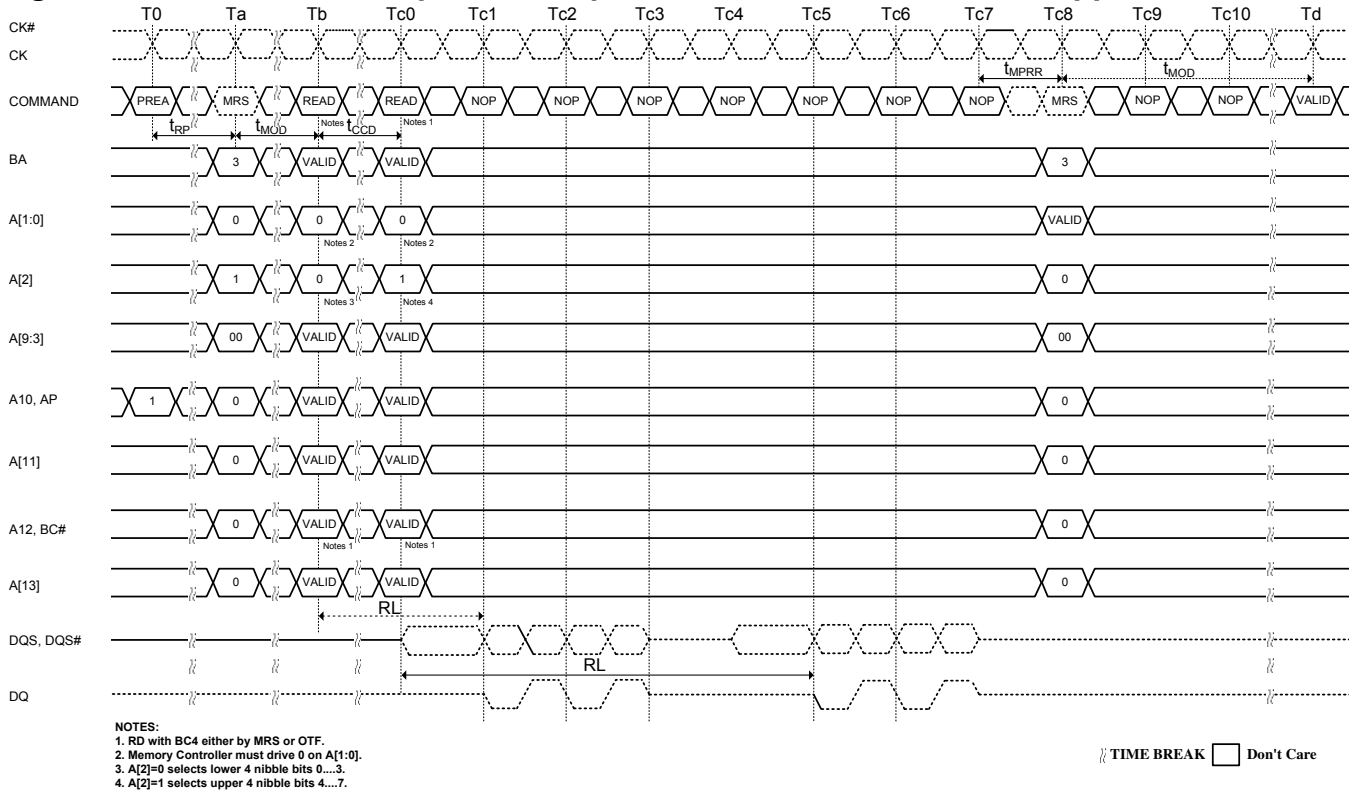 T0 Ta Tb Tc0 Tc1 Tc2 Tc3 Tc4 Tc5 Tc6 Tc7 Tc8 Tc9 Tc10 Td
CK#
CK
tMPRR tMOD
COMMAND PREA MRS READ READ NOP NOP NOP NOP NOP NOP NOP MRS NOP NOP VALID
Notes 1 Notes 1
tRP tMOD tCCD
BA 3 VALID VALID 3
A[1:0] 0 0 0 VALID
Notes 2 Notes 2
A[2] 1 0 1 0
Notes 3 Notes 4
A[9:3] 00 VALID VALID 00
A10, AP 1 0 VALID VALID 0
A[11] 0 VALID VALID 0
A12, BC# 0 VALID VALID 0
Notes 1 Notes 1
A[13] 0 VALID VALID 0
RL
DQS, DQS#
RL
DQ
NOTES:
1. RD with BC4 either by MRS or OTF.
2. Memory Controller must drive 0 on A[1:0].
3. A[2]=0 selects lower 4 nibble bits 0....3.
4. A[2]=1 selects upper 4 nibble bits 4....7.
TIME BREAK Don't Care